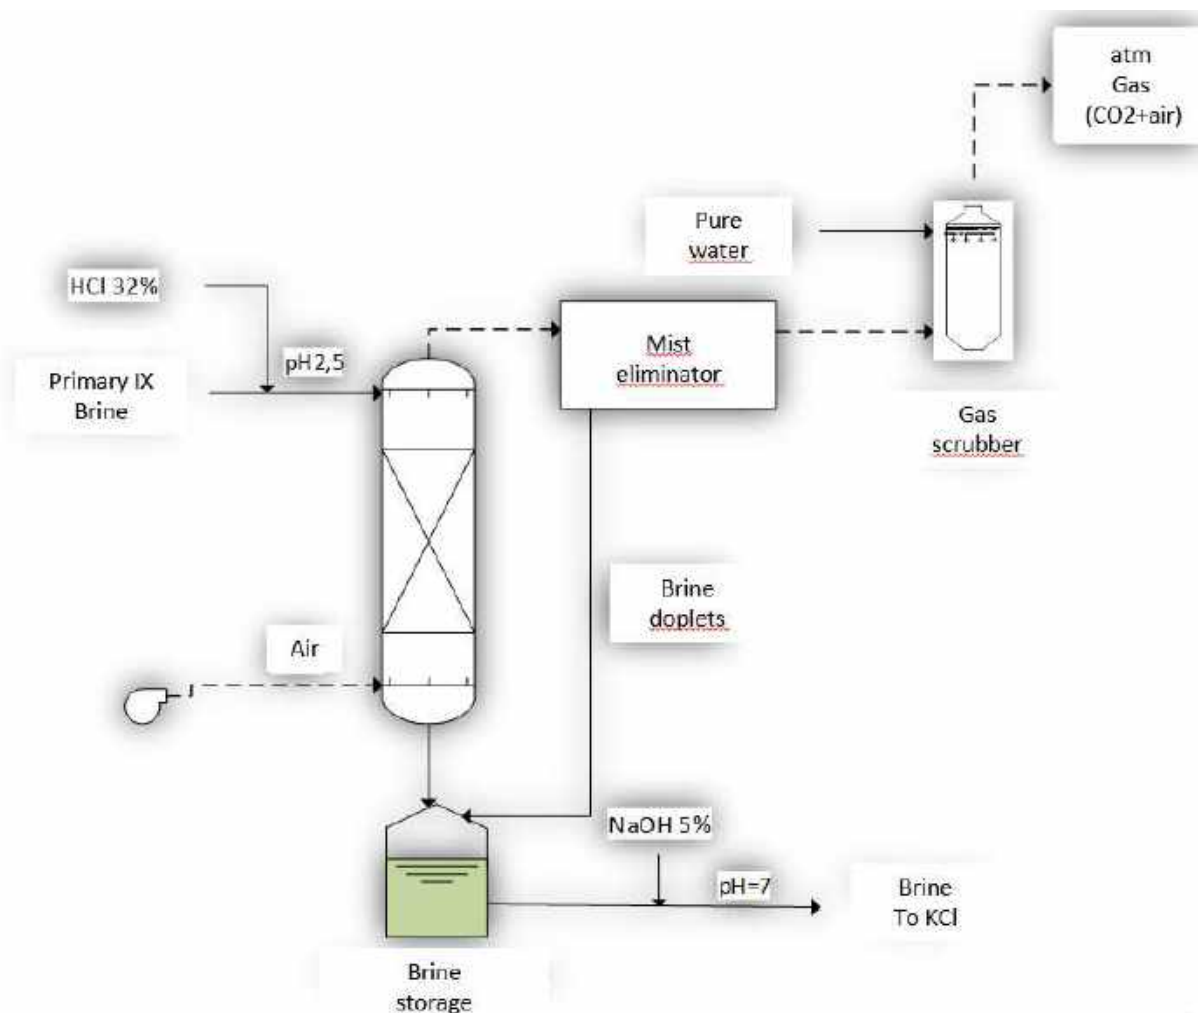 atm
Gas
(CO2+air)
Pure
water
HCl 32%
pH2,5
Primary IX
Brine
Mist
eliminator
Gas
scrubber
Brine
doplets
Air
NaOH 5%
pH=7
Brine
To KCl
Brine
storage